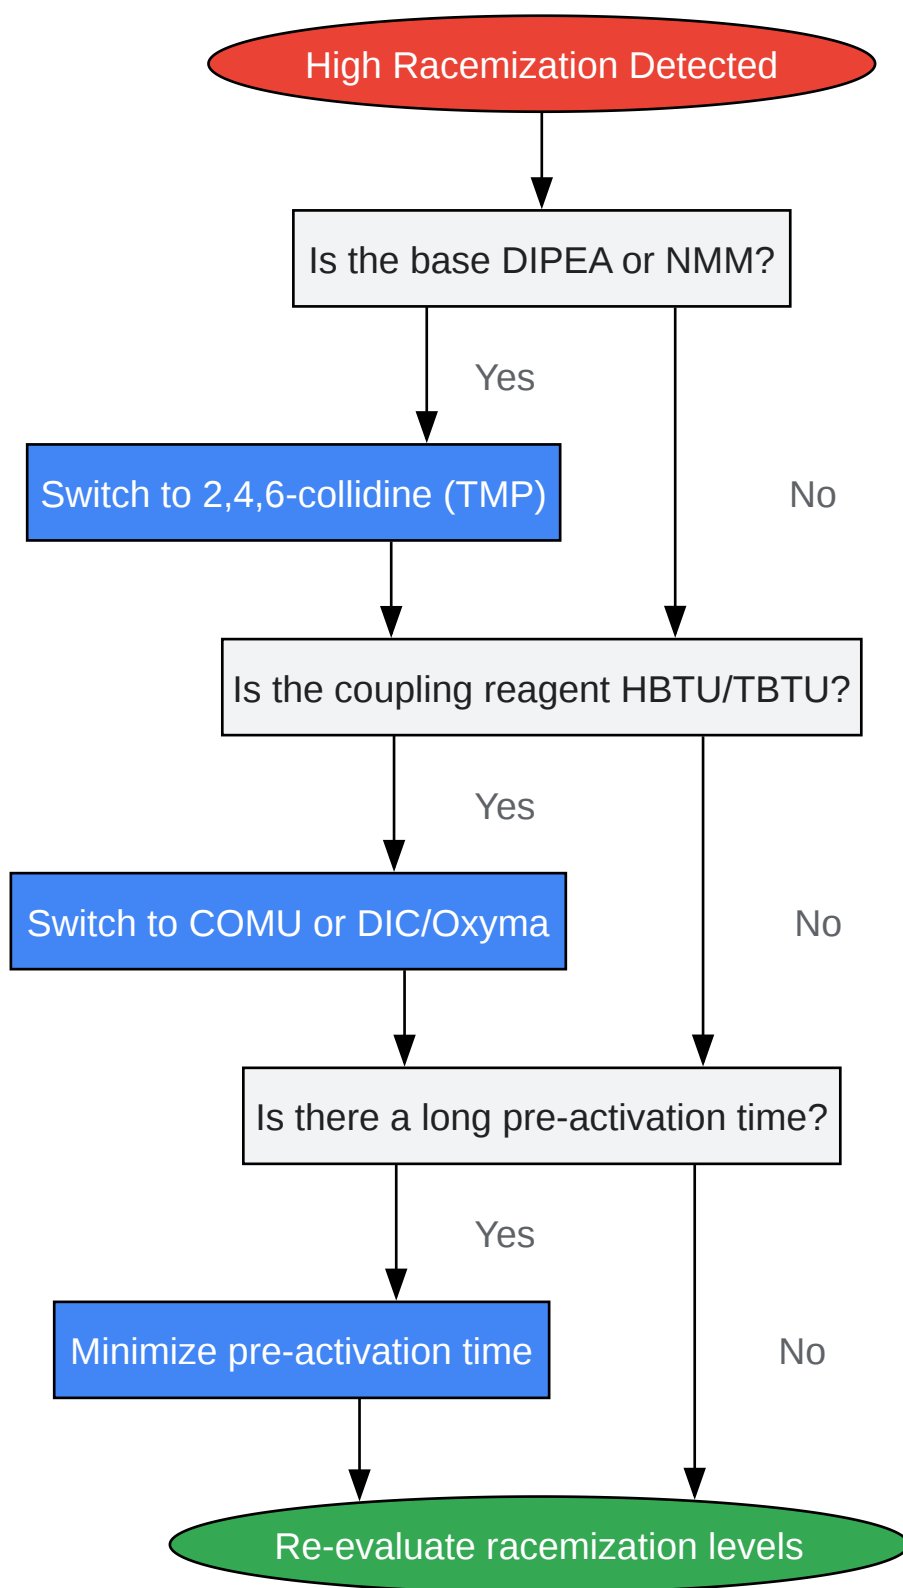 High Racemization Detected
Is the base DIPEA or NMM?
Yes
Switch to 2,4,6-collidine (TMP)
No
Is the coupling reagent HBTU/TBTU?
Yes
Switch to COMU or DIC/Oxyma
No
Is there a long pre-activation time?
Yes
Minimize pre-activation time
No
Re-evaluate racemization levels